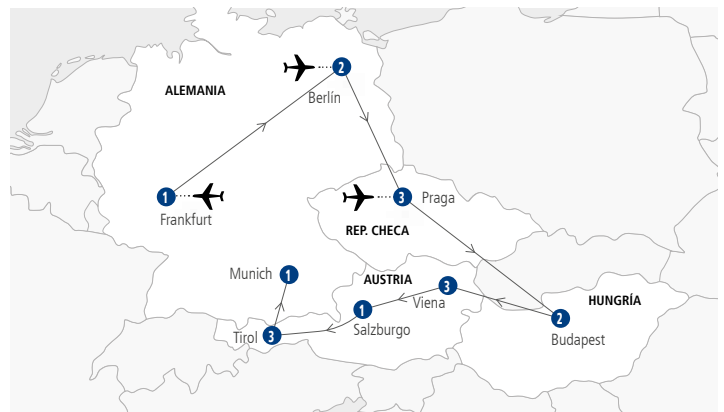 2
ALEMANIA
Berlín
1
Frankfurt
3
Praga
REP. CHECA
Munich
1
AUSTRIA
3
Viena
HUNGRÍA
1
Salzburgo
2
Budapest
Tirol
3